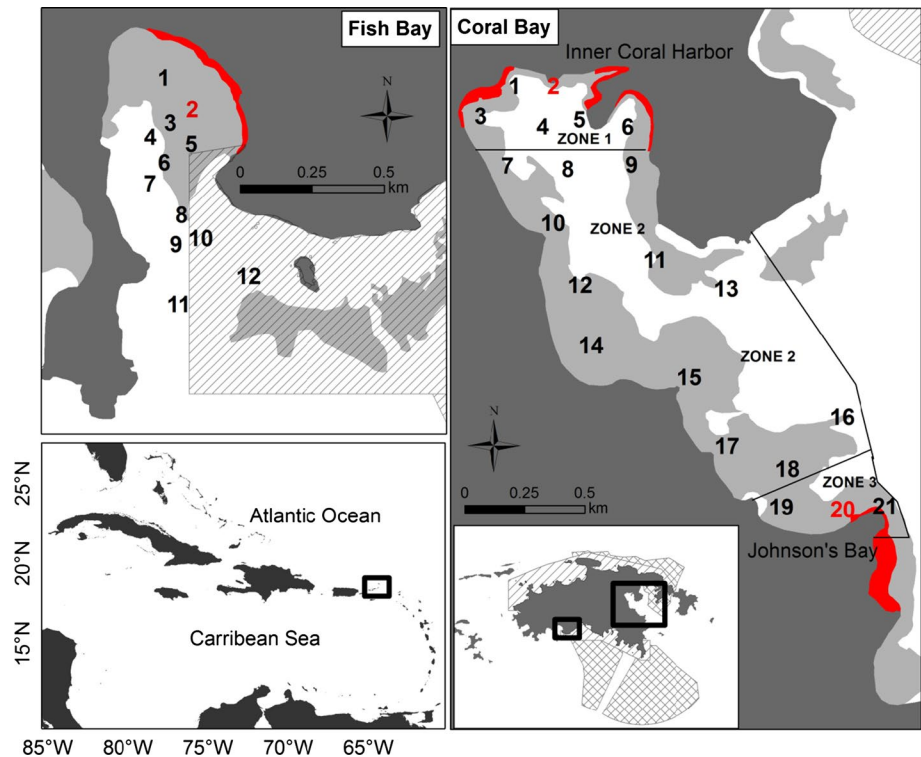 Fish Bay
1
2
3
4
5
6
7
8
9
10
11
12
N
0
0.25
0.5
km
Coral Bay
Inner Coral Harbor
1
2
3
4
5
6
ZONE 1
7
8
9
10
ZONE 2
11
12
13
14
ZONE 2
15
16
17
18
ZONE 3
19
20
21
Johnson's Bay
N
0
0.25
0.5
km
25°N
20°N
15°N
Atlantic Ocean
Carribean Sea
85°W
80°W
75°W
70°W
65°W